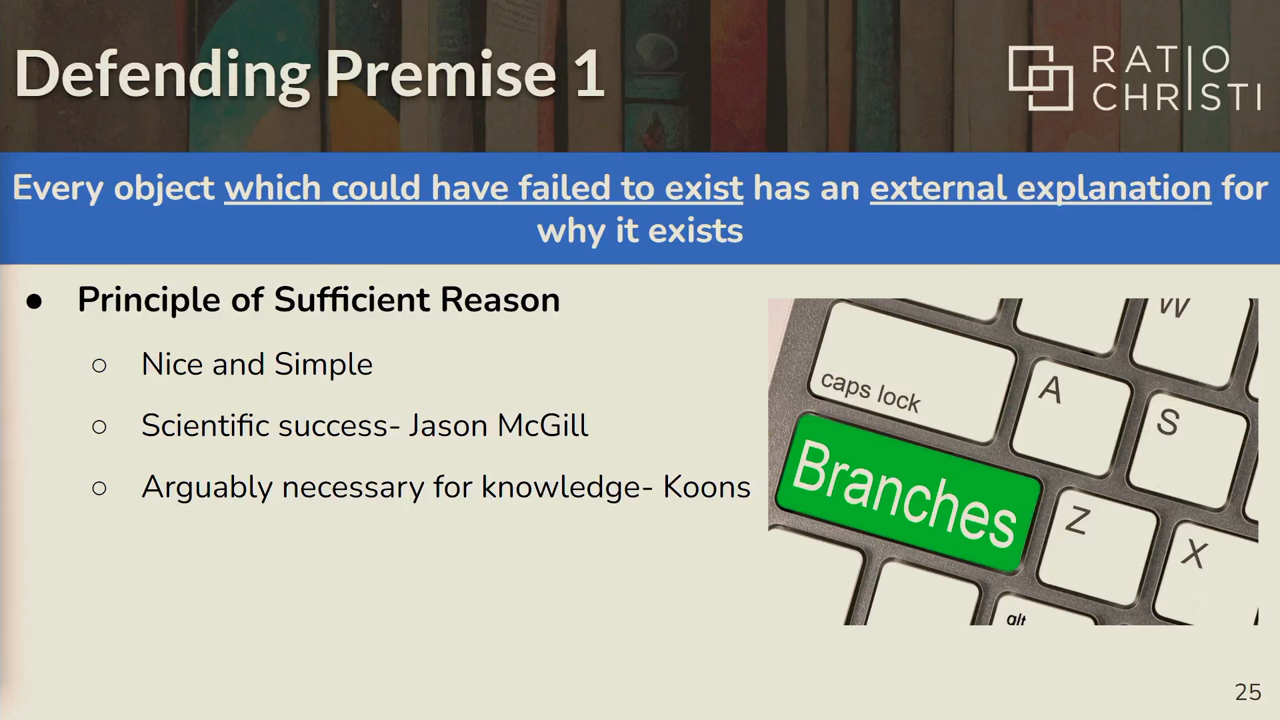 Defending Premise 1
RATIO
CHRISTI
Every object which could have failed to exist has an external explanation for
why it exists
● Principle of Sufficient Reason
○ Nice and Simple
○ Scientific success- Jason McGill
○ Arguably necessary for knowledge- Koons
W
caps lock
A
S
Branches
Z
X
alt
25